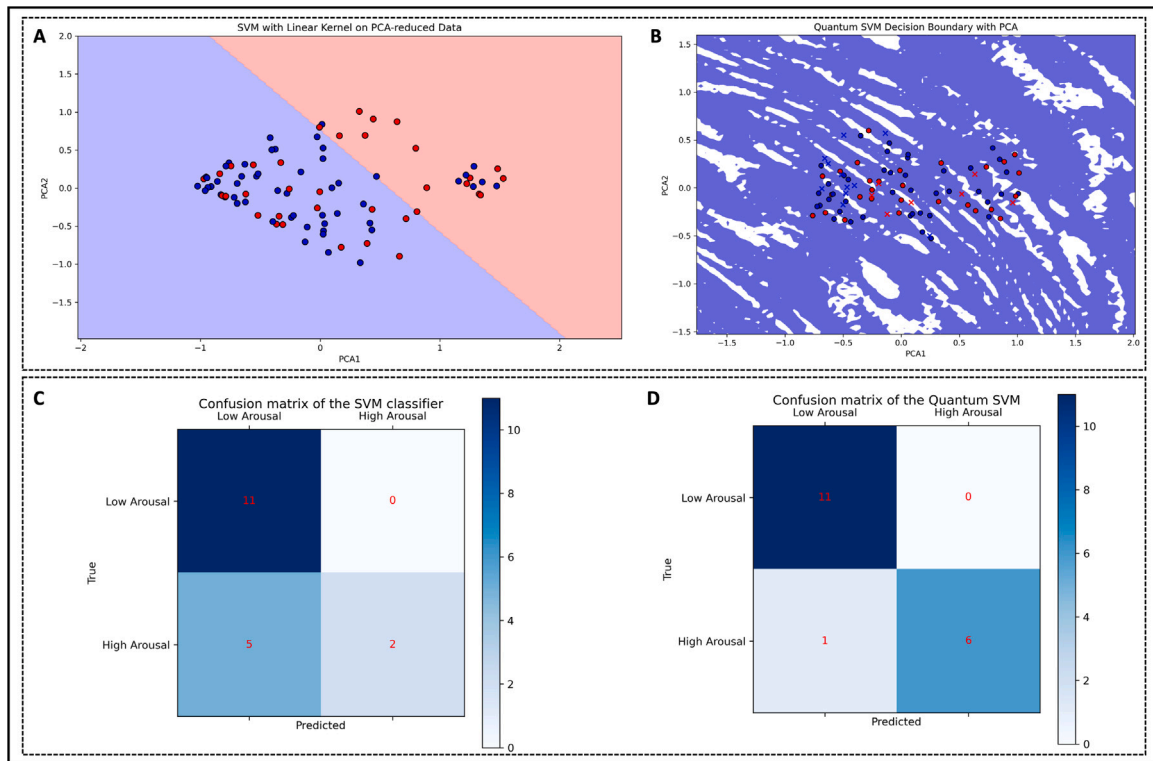 A
SVM with Linear Kernel on PCA-reduced Data
2.0
1.5
1.0
0.5
0.0
−0.5
−1.0
−1.5
PCA2
−2
−1
0
1
2
PCA1
B
Quantum SVM Decision Boundary with PCA
1.5
1.0
0.5
0.0
−0.5
−1.0
−1.5
PCA2
−1.5
−1.0
−0.5
0.0
0.5
1.0
1.5
2.0
PCA1
C
Confusion matrix of the SVM classifier
Low Arousal High Arousal
Low Arousal
High Arousal
True
11 0
5 2
Predicted
10
8
6
4
2
0
D
Confusion matrix of the Quantum SVM
Low Arousal High Arousal
Low Arousal
High Arousal
True
11 0
1 6
Predicted
10
8
6
4
2
0